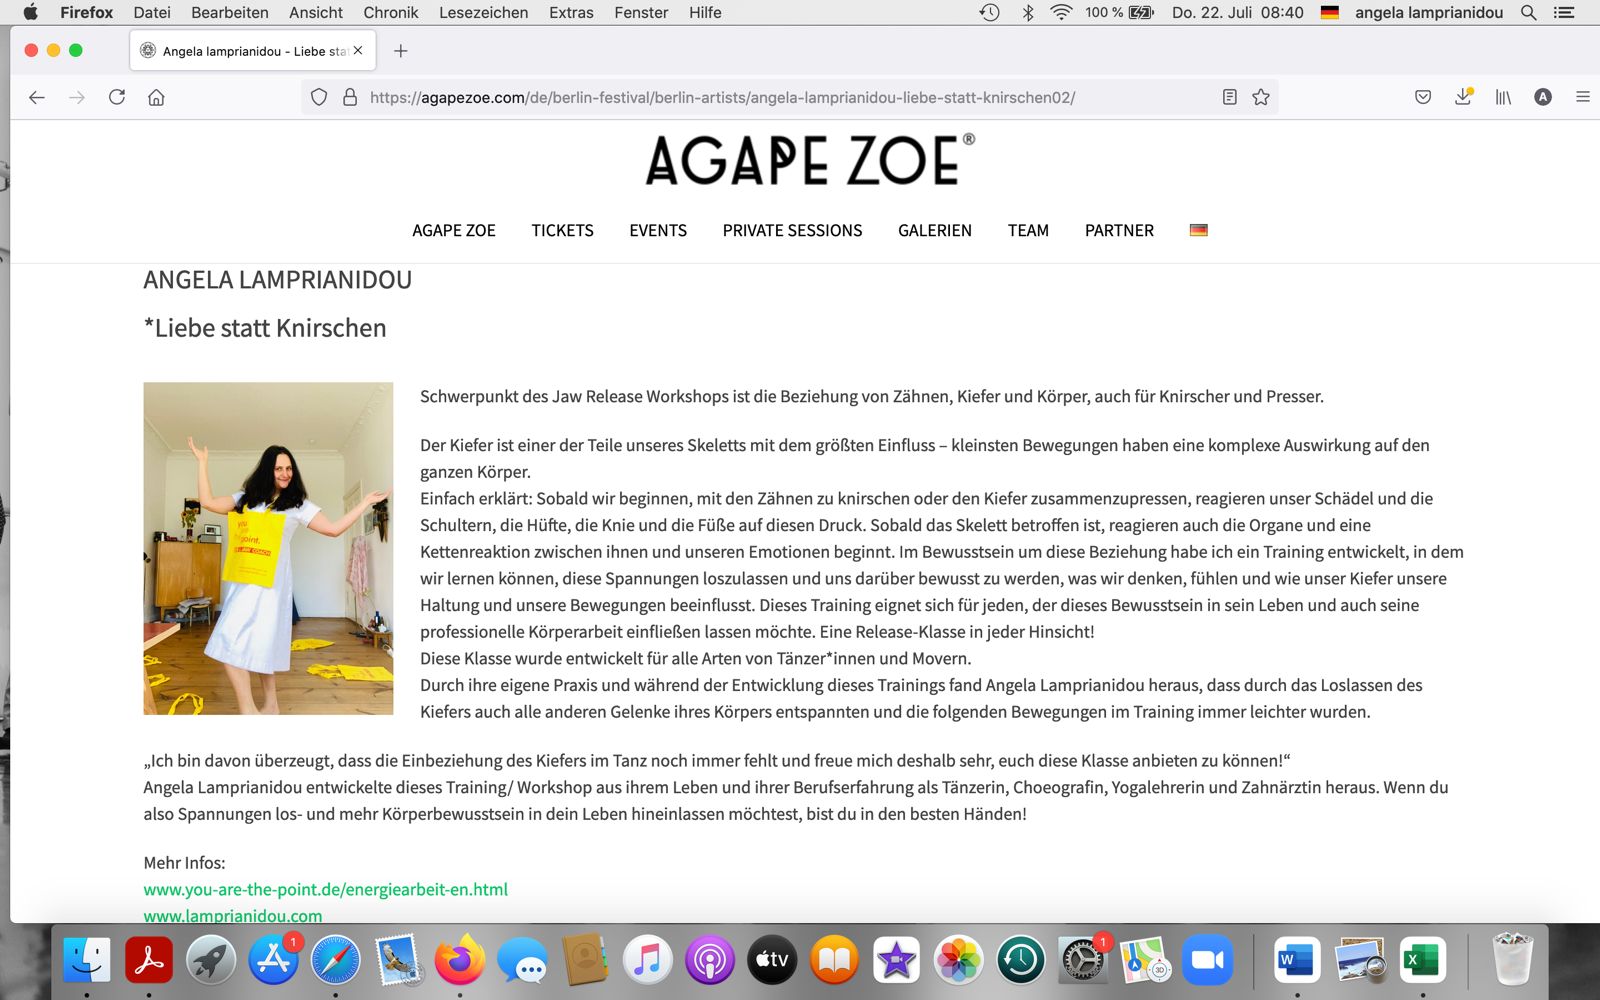 Firefox Datei Bearbeiten Ansicht Chronik Lesezeichen Extras Fenster Hilfe 100 % Do. 22. Juli 08:40 angela lamprianidou
Angela lamprianidou - Liebe sta
https://agapezoe.com/de/berlin-festival/berlin-artists/angela-lamprianidou-liebe-statt-knirschen02/ A
AGAPE ZOE®
AGAPE ZOE TICKETS EVENTS PRIVATE SESSIONS GALERIEN TEAM PARTNER
ANGELA LAMPRIANIDOU
*Liebe statt Knirschen
Schwerpunkt des Jaw Release Workshops ist die Beziehung von Zähnen, Kiefer und Körper, auch für Knirscher und Presser.
Der Kiefer ist einer der Teile unseres Skeletts mit dem größten Einfluss – kleinsten Bewegungen haben eine komplexe Auswirkung auf den
ganzen Körper.
Einfach erklärt: Sobald wir beginnen, mit den Zähnen zu knirschen oder den Kiefer zusammenzupressen, reagieren unser Schädel und die
Schultern, die Hüfte, die Knie und die Füße auf diesen Druck. Sobald das Skelett betroffen ist, reagieren auch die Organe und eine
Kettenreaktion zwischen ihnen und unseren Emotionen beginnt. Im Bewusstsein um diese Beziehung habe ich ein Training entwickelt, in dem
wir lernen können, diese Spannungen loszulassen und uns darüber bewusst zu werden, was wir denken, fühlen und wie unser Kiefer unsere
Haltung und unsere Bewegungen beeinflusst. Dieses Training eignet sich für jeden, der dieses Bewusstsein in sein Leben und auch seine
professionelle Körperarbeit einfließen lassen möchte. Eine Release-Klasse in jeder Hinsicht!
Diese Klasse wurde entwickelt für alle Arten von Tänzer*innen und Movern.
Durch ihre eigene Praxis und während der Entwicklung dieses Trainings fand Angela Lamprianidou heraus, dass durch das Loslassen des
Kiefers auch alle anderen Gelenke ihres Körpers entspannten und die folgenden Bewegungen im Training immer leichter wurden.
you
point.
„Ich bin davon überzeugt, dass die Einbeziehung des Kiefers im Tanz noch immer fehlt und freue mich deshalb sehr, euch diese Klasse anbieten zu können!“
Angela Lamprianidou entwickelte dieses Training/ Workshop aus ihrem Leben und ihrer Berufserfahrung als Tänzerin, Choeografin, Yogalehrerin und Zahnärztin heraus. Wenn du
also Spannungen los- und mehr Körperbewusstsein in dein Leben hineinlassen möchtest, bist du in den besten Händen!
Mehr Infos:
www.you-are-the-point.de/energiearbeit-en.html
www.lamprianidou.com
1 tv 1 W X